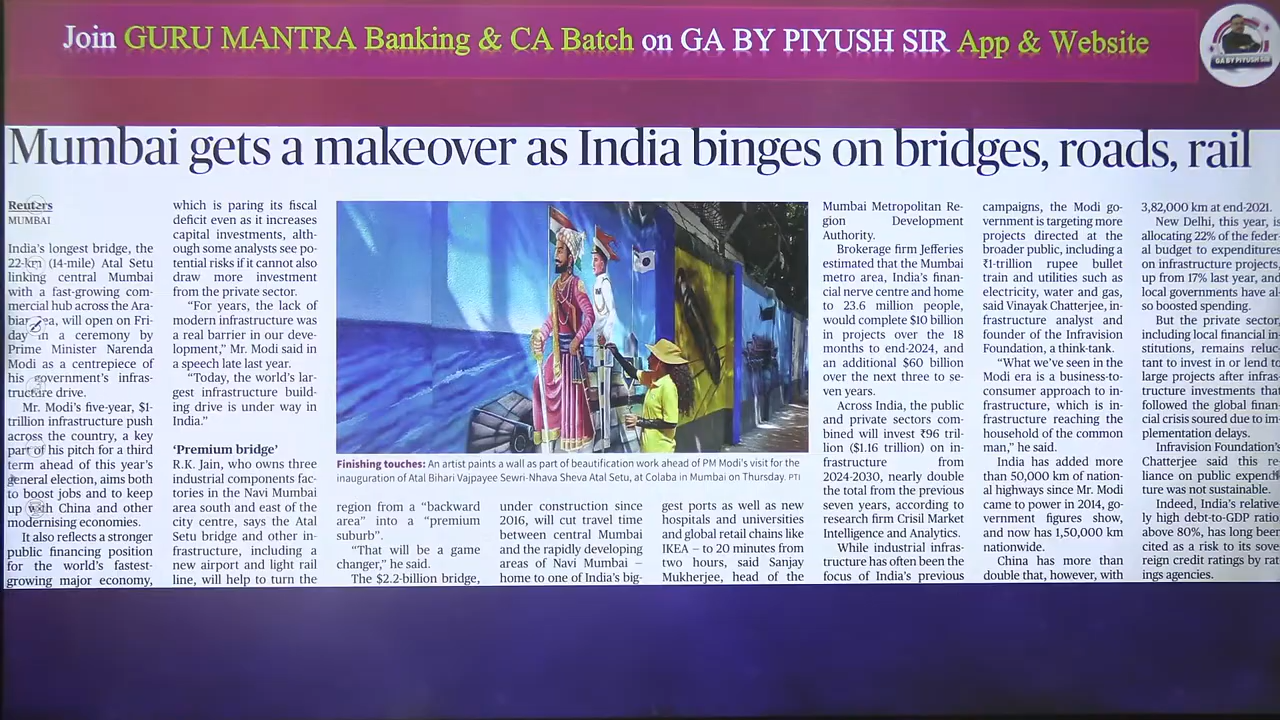 Join GURU MANTRA Banking & CA Batch on GA BY PIYUSH SIR App & Website
GA BY PIYUSH SIR
Mumbai gets a makeover as India binges on bridges, roads, rail
Reuters
MUMBAI
India's longest bridge, the
22-km (14-mile) Atal Setu
linking central Mumbai
with a fast-growing com-
mercial hub across the Ara-
bian Sea, will open on Fri-
day in a ceremony by
Prime Minister Narenda
Modi as a centrepiece of
his government's infras-
tructure drive.
Mr. Modi's five-year, $1-
trillion infrastructure push
across the country, a key
part of his pitch for a third
term ahead of this year's
general election, aims both
to boost jobs and to keep
up with China and other
modernising economies.
It also reflects a stronger
public financing position
for the world's fastest-
growing major economy,
which is paring its fiscal
deficit even as it increases
capital investments, alth-
ough some analysts see po-
tential risks if it cannot also
draw more investment
from the private sector.
“For years, the lack of
modern infrastructure was
a real barrier in our deve-
lopment,” Mr. Modi said in
a speech late last year.
“Today, the world's lar-
gest infrastructure build-
ing drive is under way in
India.”
‘Premium bridge’
R.K. Jain, who owns three
industrial components fac-
tories in the Navi Mumbai
area south and east of the
city centre, says the Atal
Setu bridge and other in-
frastructure, including a
new airport and light rail
line, will help to turn the
Finishing touches: An artist paints a wall as part of beautification work ahead of PM Modi's visit for the
inauguration of Atal Bihari Vajpayee Sewri-Nhava Sheva Atal Setu, at Colaba in Mumbai on Thursday. PTI
region from a “backward
area” into a “premium
suburb”.
“That will be a game
changer,” he said.
The $2.2-billion bridge,
under construction since
2016, will cut travel time
between central Mumbai
and the rapidly developing
areas of Navi Mumbai –
home to one of India's big-
gest ports as well as new
hospitals and universities
and global retail chains like
IKEA – to 20 minutes from
two hours, said Sanjay
Mukherjee, head of the
Mumbai Metropolitan Re-
gion Development
Authority.
Brokerage firm Jefferies
estimated that the Mumbai
metro area, India's finan-
cial nerve centre and home
to 23.6 million people,
would complete $10 billion
in projects over the 18
months to end-2024, and
an additional $60 billion
over the next three to se-
ven years.
Across India, the public
and private sectors com-
bined will invest ₹96 tril-
lion ($1.16 trillion) on in-
frastructure from
2024-2030, nearly double
the total from the previous
seven years, according to
research firm Crisil Market
Intelligence and Analytics.
While industrial infras-
tructure has often been the
focus of India's previous
campaigns, the Modi go-
vernment is targeting more
projects directed at the
broader public, including a
₹1-trillion rupee bullet
train and utilities such as
electricity, water and gas,
said Vinayak Chatterjee, in-
frastructure analyst and
founder of the Infravision
Foundation, a think-tank.
“What we've seen in the
Modi era is a business-to-
consumer approach to in-
frastructure, which is in-
frastructure reaching the
household of the common
man,” he said.
India has added more
than 50,000 km of nation-
al highways since Mr. Modi
came to power in 2014, go-
vernment figures show,
and now has 1,50,000 km
nationwide.
China has more than
double that, however, with
3,82,000 km at end-2021.
New Delhi, this year, is
allocating 22% of the feder-
al budget to expenditures
on infrastructure projects,
up from 17% last year, and
local governments have al-
so boosted spending.
But the private sector,
including local financial in-
stitutions, remains reluc-
tant to invest in or lend to
large projects after infras-
tructure investments that
followed the global finan-
cial crisis soured due to im-
plementation delays.
Infravision Foundation's
Chatterjee said this re-
liance on public expendi-
ture was not sustainable.
Indeed, India's relative-
ly high debt-to-GDP ratio,
above 80%, has long been
cited as a risk to its sove-
reign credit ratings by rat-
ings agencies.